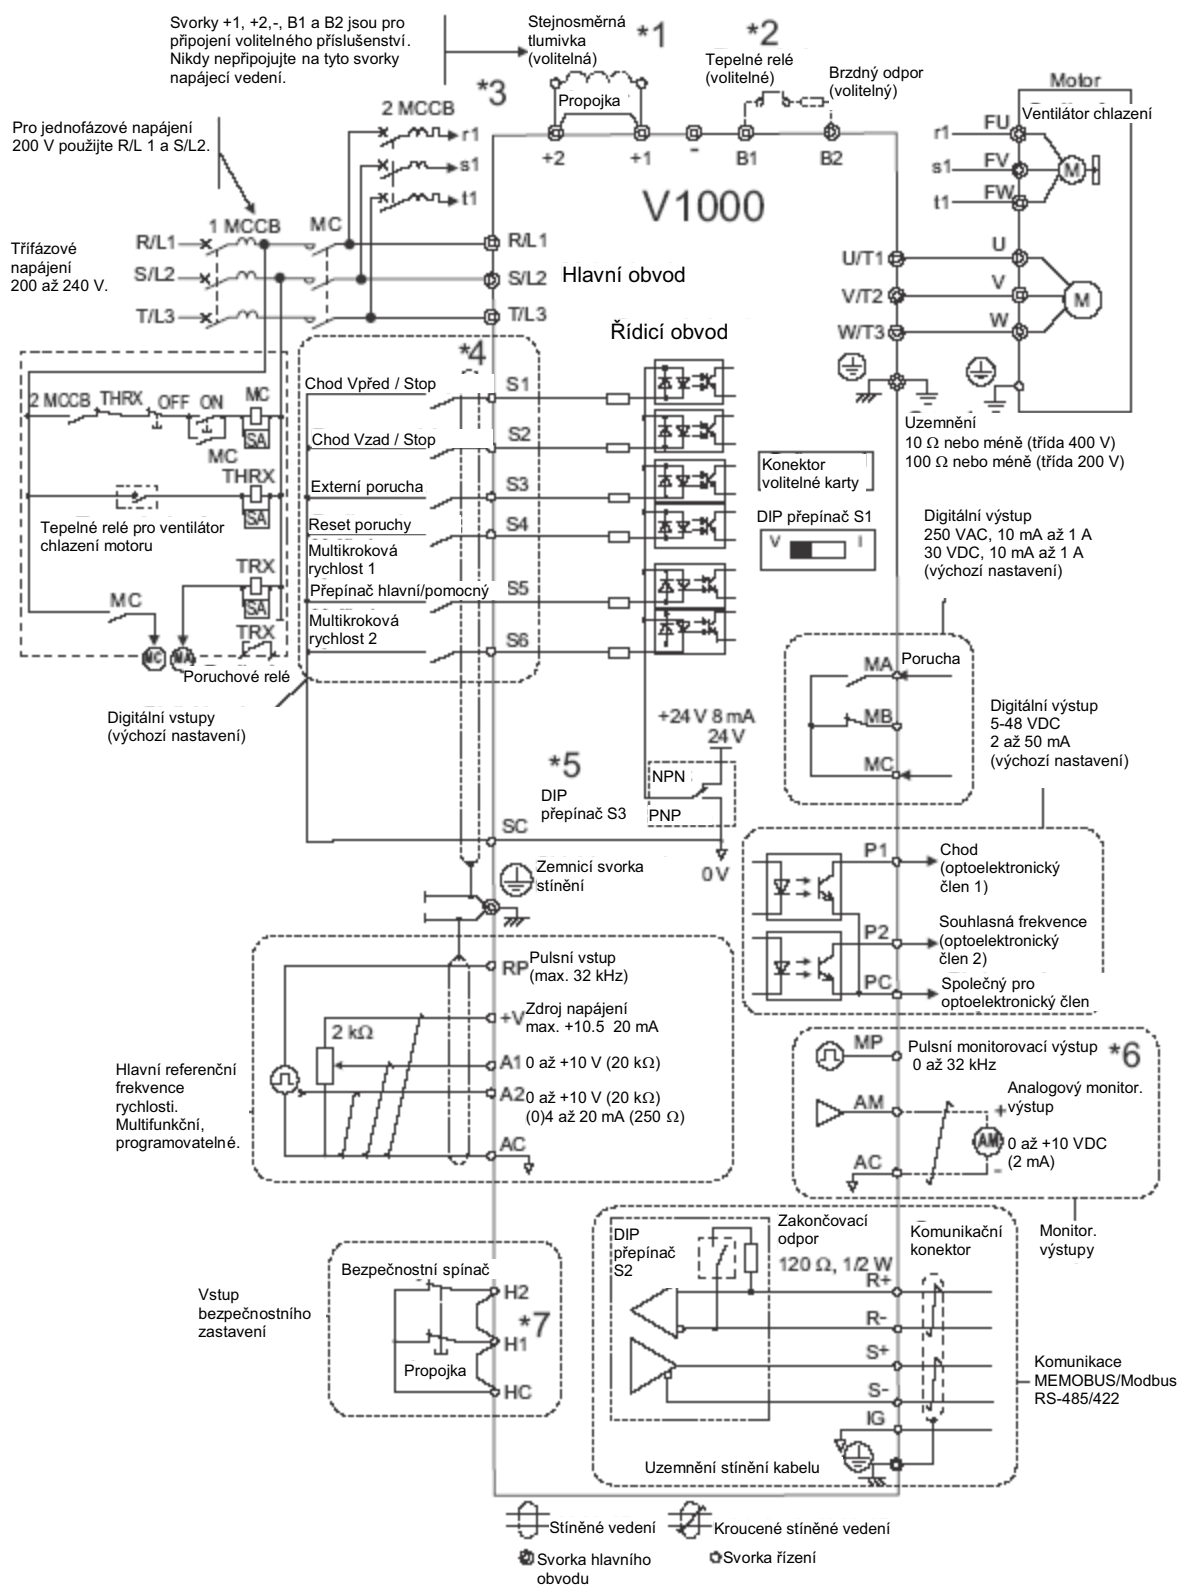 Svorky +1, +2,-, B1 a B2 jsou pro
připojení volitelného příslušenství.
Nikdy nepřipojujte na tyto svorky
napájecí vedení.
Stejnosměrná
tlumivka
(volitelná)
*1
*2
Tepelné relé
(volitelné)
Brzdný odpor
(volitelný)
Motor
Ventilátor chlazení
*3
2 MCCB
Propojka
r1
s1
t1
+2
+1
-
B1
B2
r1
FU
s1
FV
t1
FW
M
Pro jednofázové napájení
200 V použijte R/L 1 a S/L2.
V1000
1 MCCB
MC
Třífázové
napájení
200 až 240 V.
R/L1
S/L2
T/L3
R/L1
S/L2
T/L3
Hlavní obvod
Řídicí obvod
U/T1
V/T2
W/T3
U
V
W
M
Uzemnění
10 Ω nebo méně (třída 400 V)
100 Ω nebo méně (třída 200 V)
2 MCCB
THRX
OFF
ON
MC
SA
MC
THRX
SA
Tepelné relé pro ventilátor
chlazení motoru
TRX
SA
MC
TRX
MC
MA
Poruchové relé
*4
Chod Vpřed / Stop
S1
Chod Vzad / Stop
S2
Externí porucha
S3
Reset poruchy
S4
Multikroková
rychlost 1
Přepínač hlavní/pomocný
S5
Multikroková
rychlost 2
S6
Digitální vstupy
(výchozí nastavení)
Konektor
volitelné karty
DIP přepínač S1
V
I
Digitální výstup
250 VAC, 10 mA až 1 A
30 VDC, 10 mA až 1 A
(výchozí nastavení)
MA
Porucha
MB
MC
Digitální výstup
5-48 VDC
2 až 50 mA
(výchozí nastavení)
+24 V 8 mA
24 V
NPN
PNP
0 V
*5
DIP
přepínač S3
SC
Zemnicí svorka
stínění
P1
Chod
(optoelektronický
člen 1)
P2
Souhlasná frekvence
(optoelektronický
člen 2)
PC
Společný pro
optoelektronický člen
RP
Pulsní vstup
(max. 32 kHz)
+V
Zdroj napájení
max. +10.5 20 mA
2 kΩ
A1
0 až +10 V (20 kΩ)
A2
0 až +10 V (20 kΩ)
(0)4 až 20 mA (250 Ω)
AC
Hlavní referenční
frekvence
rychlosti.
Multifunkční,
programovatelné.
MP
Pulsní monitorovací výstup
0 až 32 kHz
*6
Analogový monitor.
výstup
AM
+
AM
0 až +10 VDC
(2 mA)
AC
-
Monitor.
výstupy
Vstup
bezpečnostního
zastavení
Bezpečnostní spínač
H2
*7
H1
Propojka
HC
DIP
přepínač
S2
Zakončovací
odpor
120 Ω, 1/2 W
Komunikační
konektor
R+
R-
S+
S-
IG
Uzemnění stínění kabelu
Komunikace
MEMOBUS/Modbus
RS-485/422
Stíněné vedení
Kroucené stíněné vedení
Svorka hlavního
obvodu
Svorka řízení